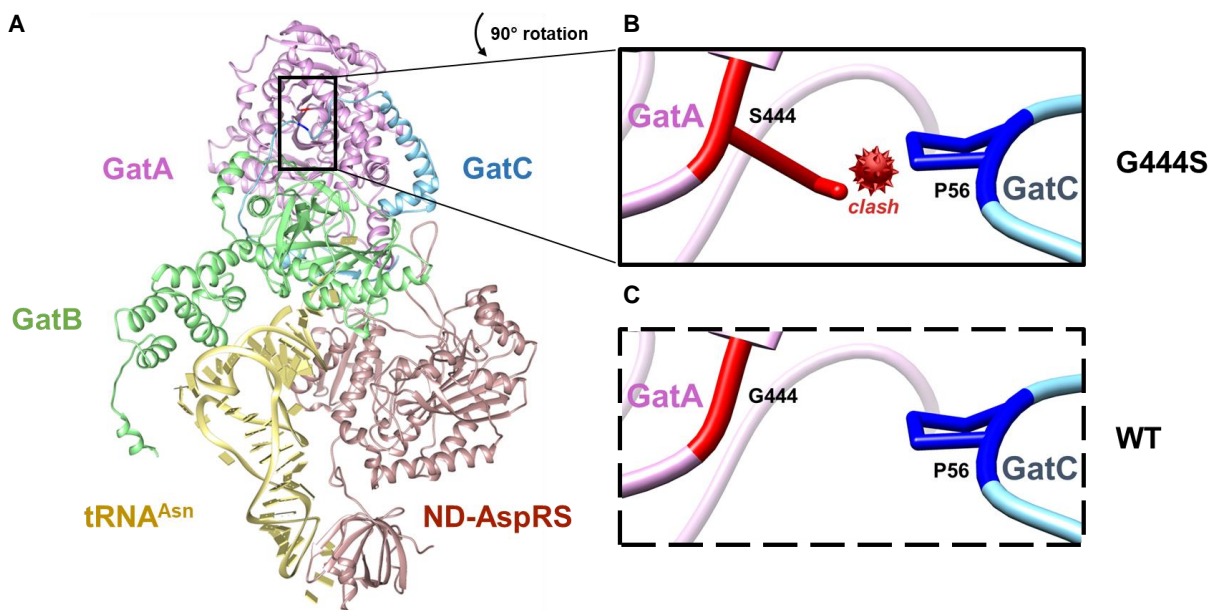 A
90° rotation
B
GatA
GatC
GatB
tRNAAsn
ND-AspRS
GatA
S444
clash
P56
GatC
G444S
C
GatA
G444
P56
GatC
WT